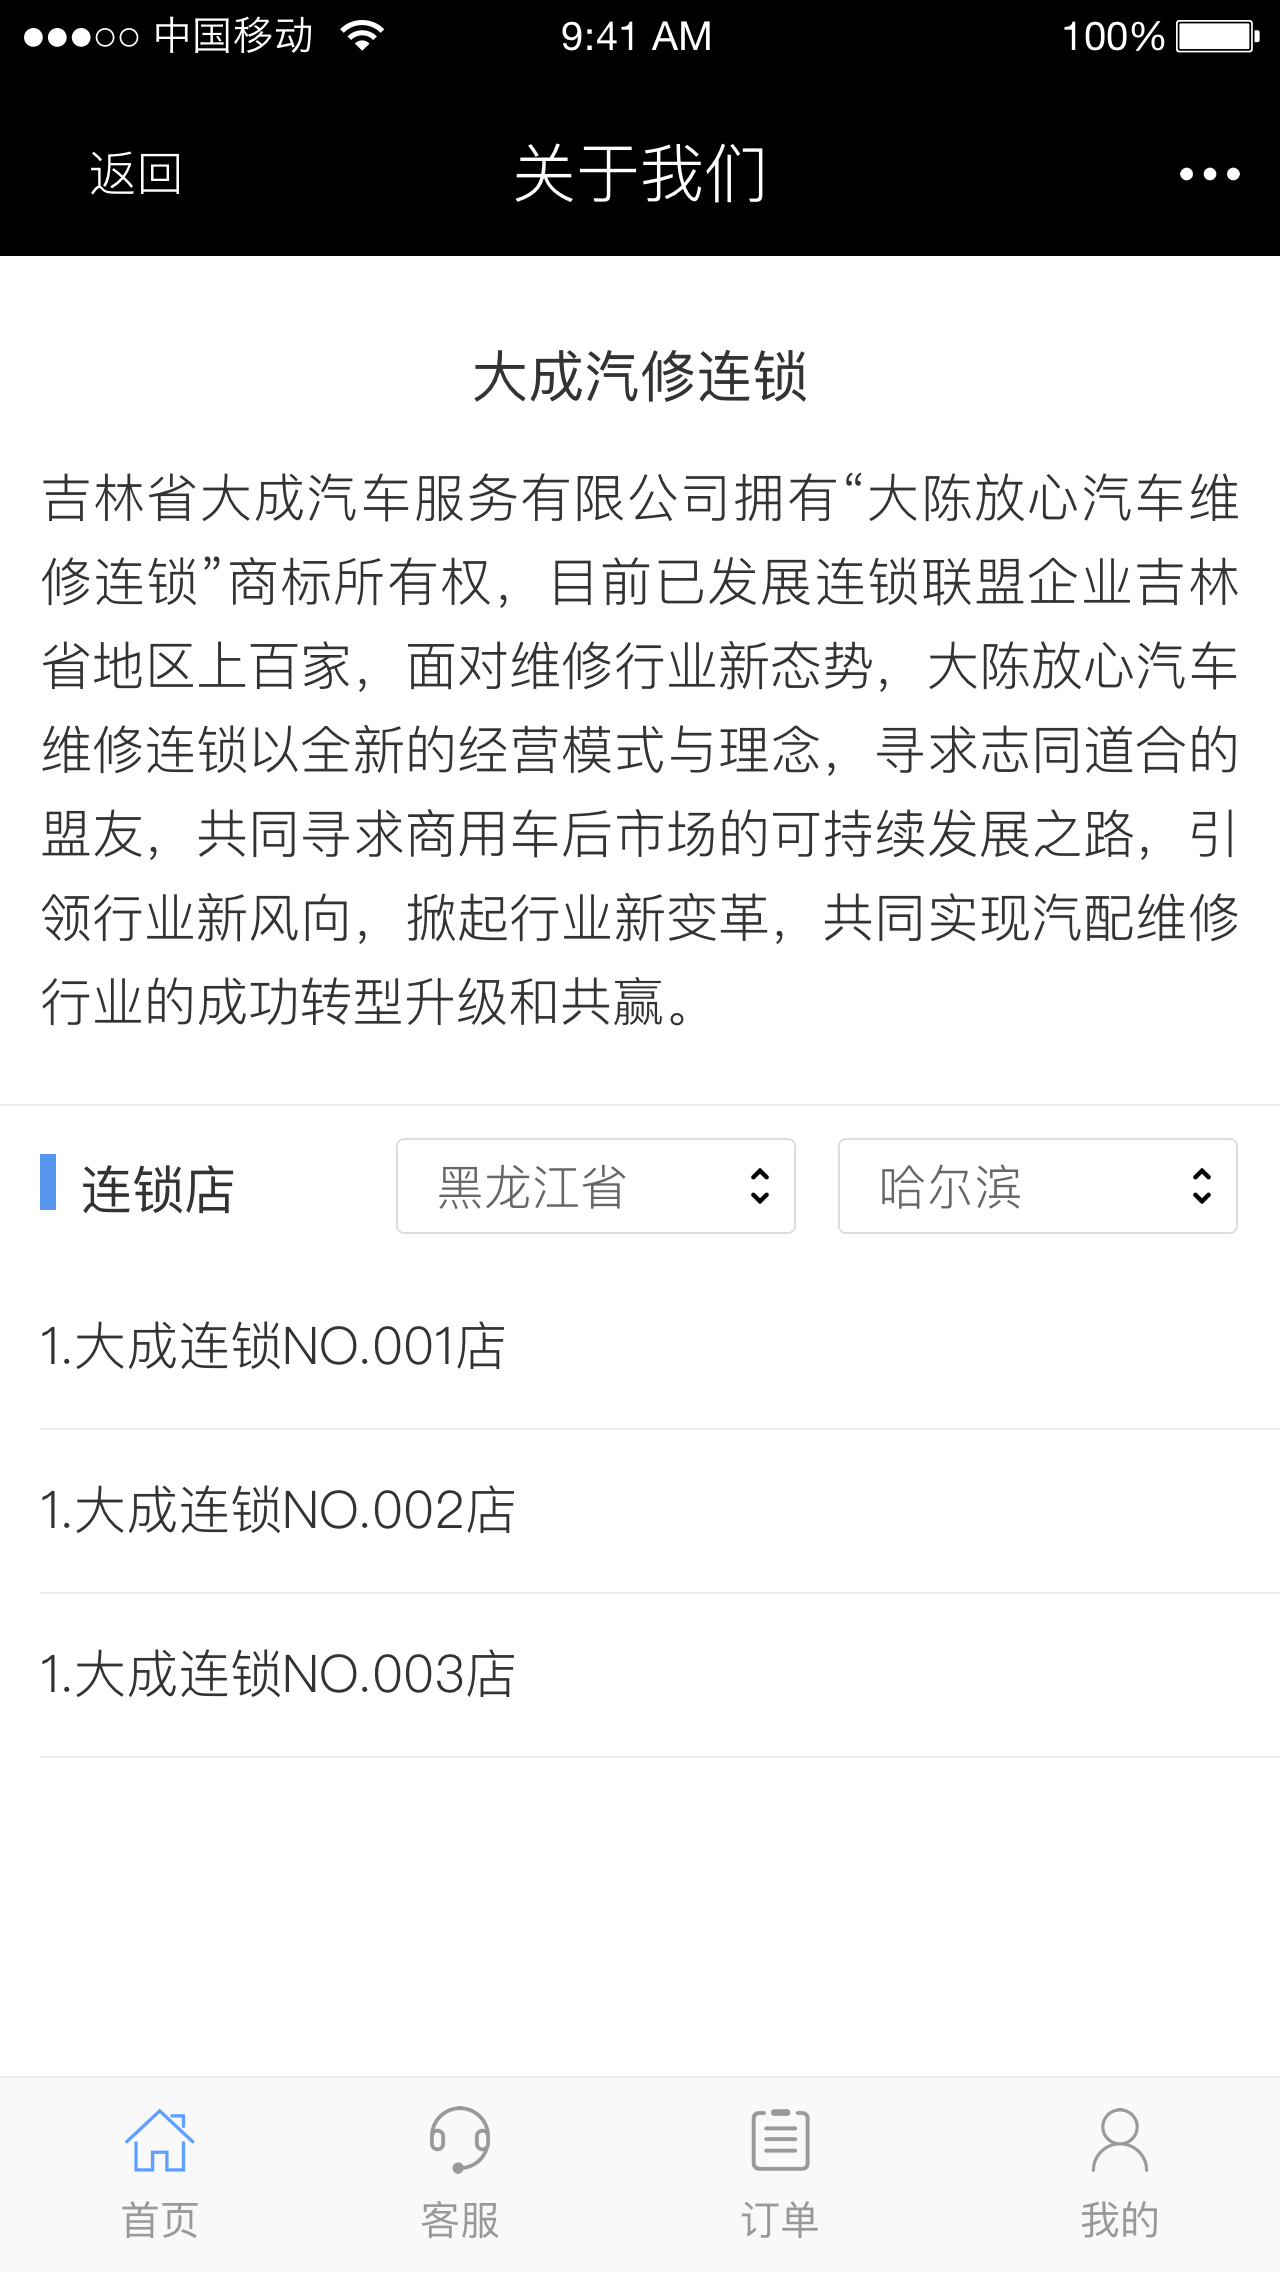 中国移动 9:41 AM 100%
返回 关于我们
大成汽修连锁
吉林省大成汽车服务有限公司拥有“大陈放心汽车维
修连锁”商标所有权，目前已发展连锁联盟企业吉林
省地区上百家，面对维修行业新态势，大陈放心汽车
维修连锁以全新的经营模式与理念，寻求志同道合的
盟友，共同寻求商用车后市场的可持续发展之路，引
领行业新风向，掀起行业新变革，共同实现汽配维修
行业的成功转型升级和共赢。
连锁店 黑龙江省 哈尔滨
1.大成连锁NO.001店
1.大成连锁NO.002店
1.大成连锁NO.003店
首页 客服 订单 我的